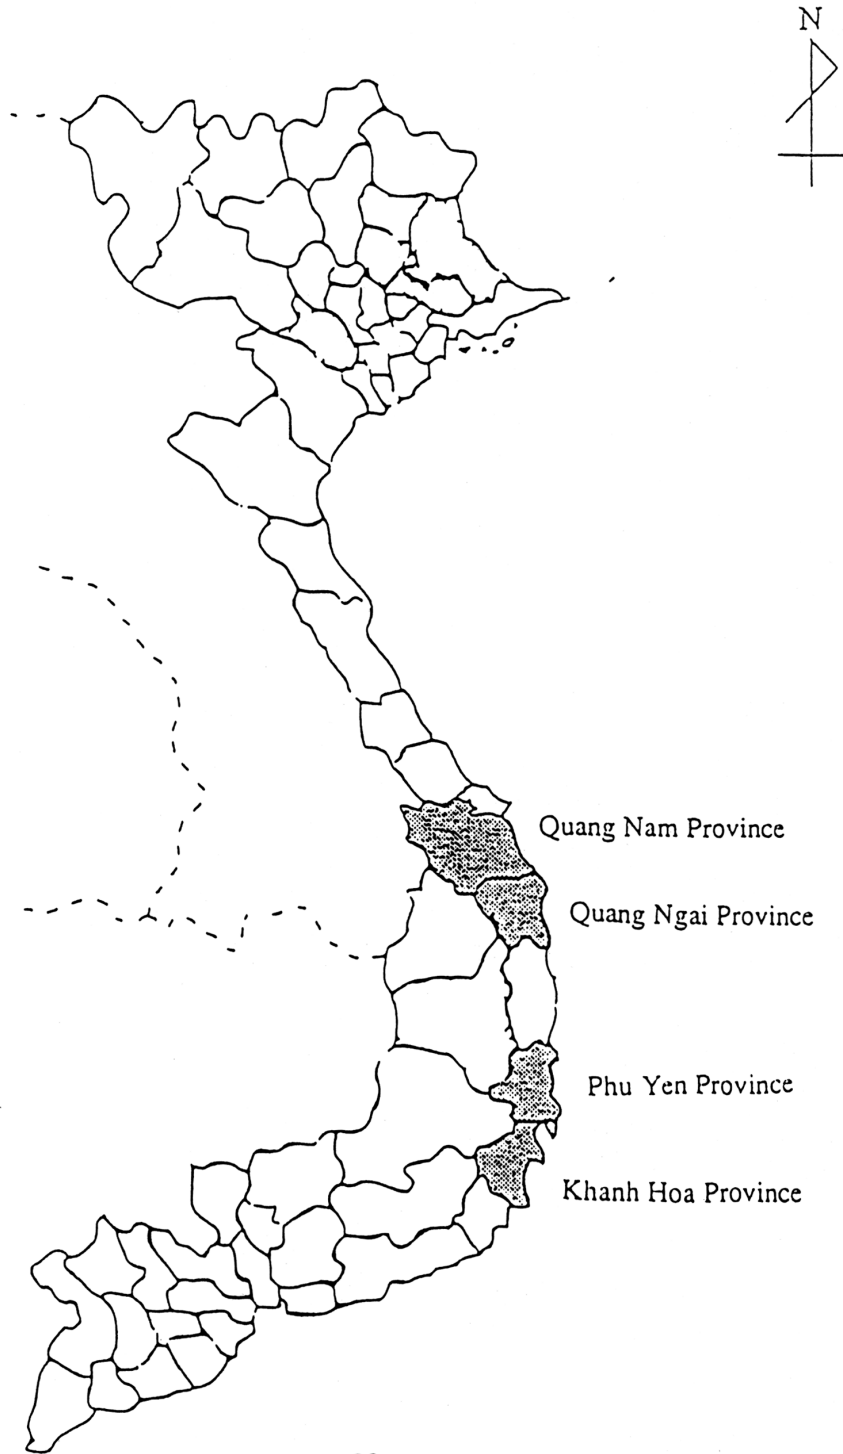 N
Quang Nam Province
Quang Ngai Province
Phu Yen Province
Khanh Hoa Province